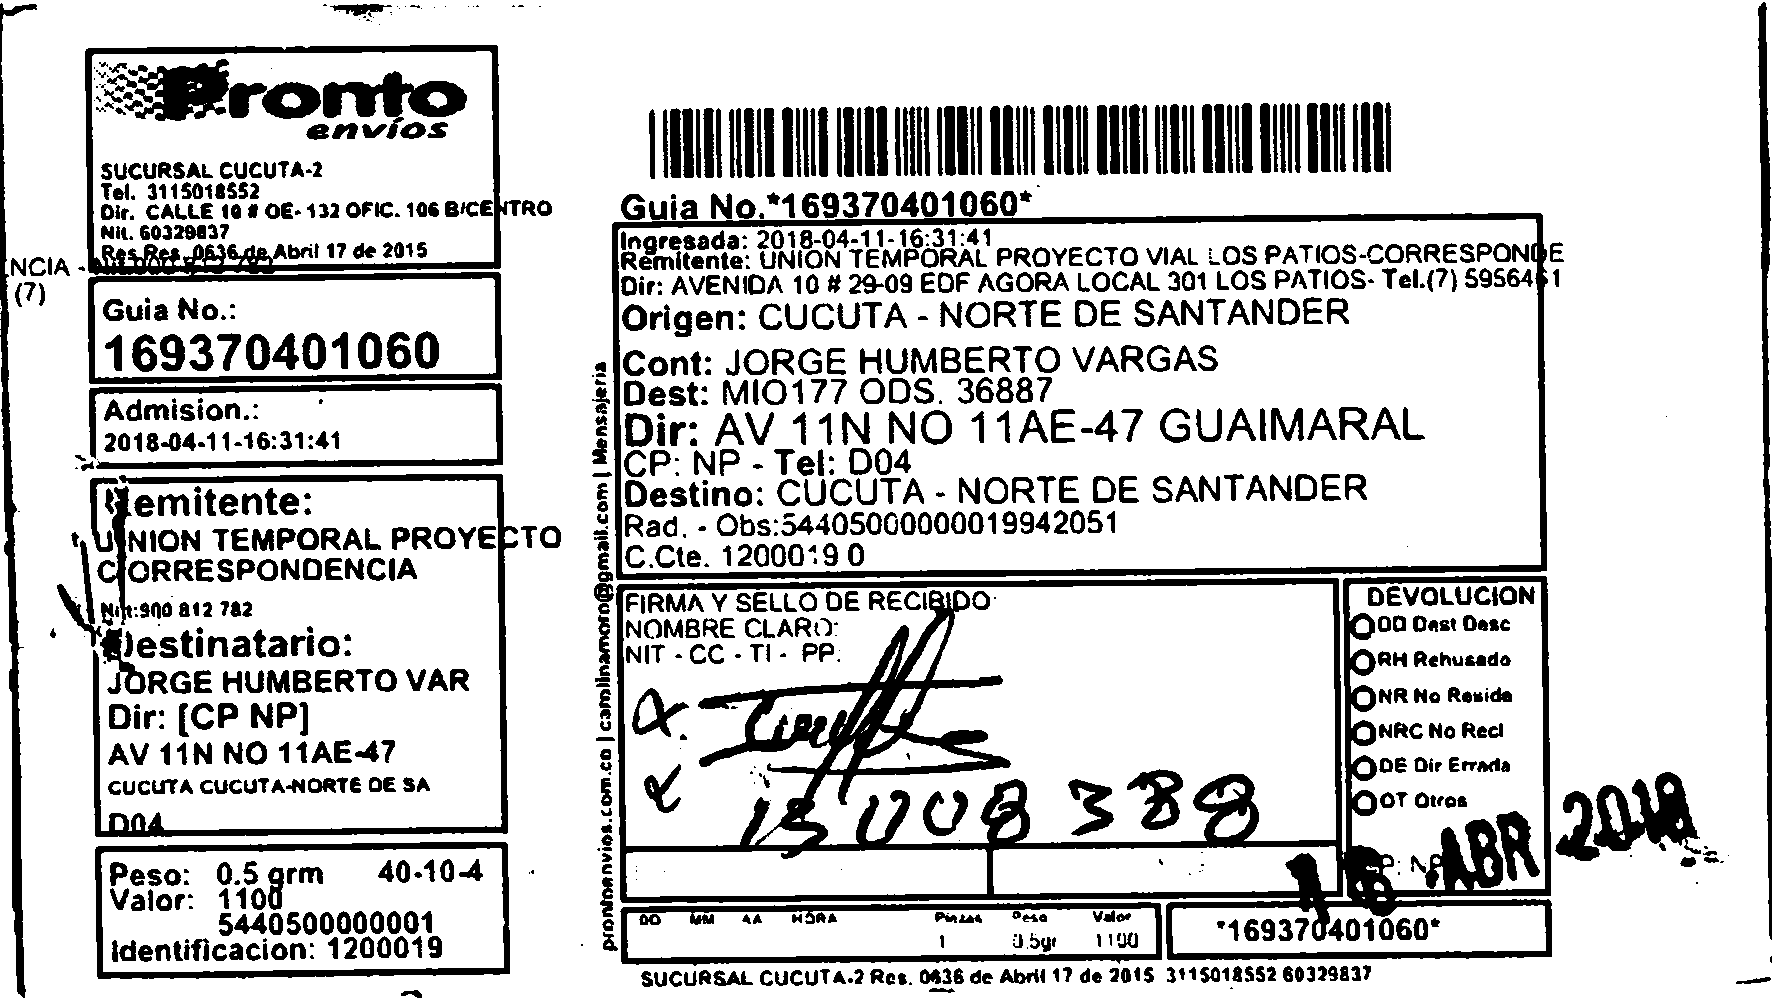 Pronto
envíos
SUCURSAL CUCUTA-2
Tel. 3115018552
Dir. CALLE 10 # OE-132 OFIC. 106 B/CENTRO
Nit. 60329837
Res.Res. 0636 de Abril 17 de 2015
NCIA -
(7)
Guia No.:
169370401060
Admision.:
2018-04-11-16:31:41
Remitente:
UNION TEMPORAL PROYECTO
CORRESPONDENCIA
Nit:900 812 782
Destinatario:
JORGE HUMBERTO VAR
Dir: [CP NP]
AV 11N NO 11AE-47
CUCUTA CUCUTA-NORTE DE SA
D04
Peso: 0.5 grm 40-10-4
Valor: 1100
5440500000001
Identificacion: 1200019
prontoenvios.com.co | carolinamoro@gmail.com | Mensajeria
Guia No.*169370401060*
Ingresada: 2018-04-11-16:31:41
Remitente: UNION TEMPORAL PROYECTO VIAL LOS PATIOS-CORRESPONDE
Dir: AVENIDA 10 # 29-09 EDF AGORA LOCAL 301 LOS PATIOS- Tel.(7) 5956461
Origen: CUCUTA - NORTE DE SANTANDER
Cont: JORGE HUMBERTO VARGAS
Dest: MIO177 ODS. 36887
Dir: AV 11N NO 11AE-47 GUAIMARAL
CP: NP - Tel: D04
Destino: CUCUTA - NORTE DE SANTANDER
Rad. - Obs:54405000000019942051
C.Cte. 1200019 0
FIRMA Y SELLO DE RECIBIDO
NOMBRE CLARO:
NIT - CC - TI - PP.
DEVOLUCION
DD Dest Desc
RH Rehusado
NR No Reside
NRC No Recl
DE Dir Errada
OT Otros
CP: NP
16 ABR 2018
DD MM AA HORA Piezas Peso Valor
1 0.5gr 1100
*169370401060*
SUCURSAL CUCUTA-2 Res. 0636 de Abril 17 de 2015 3115018552 60329837